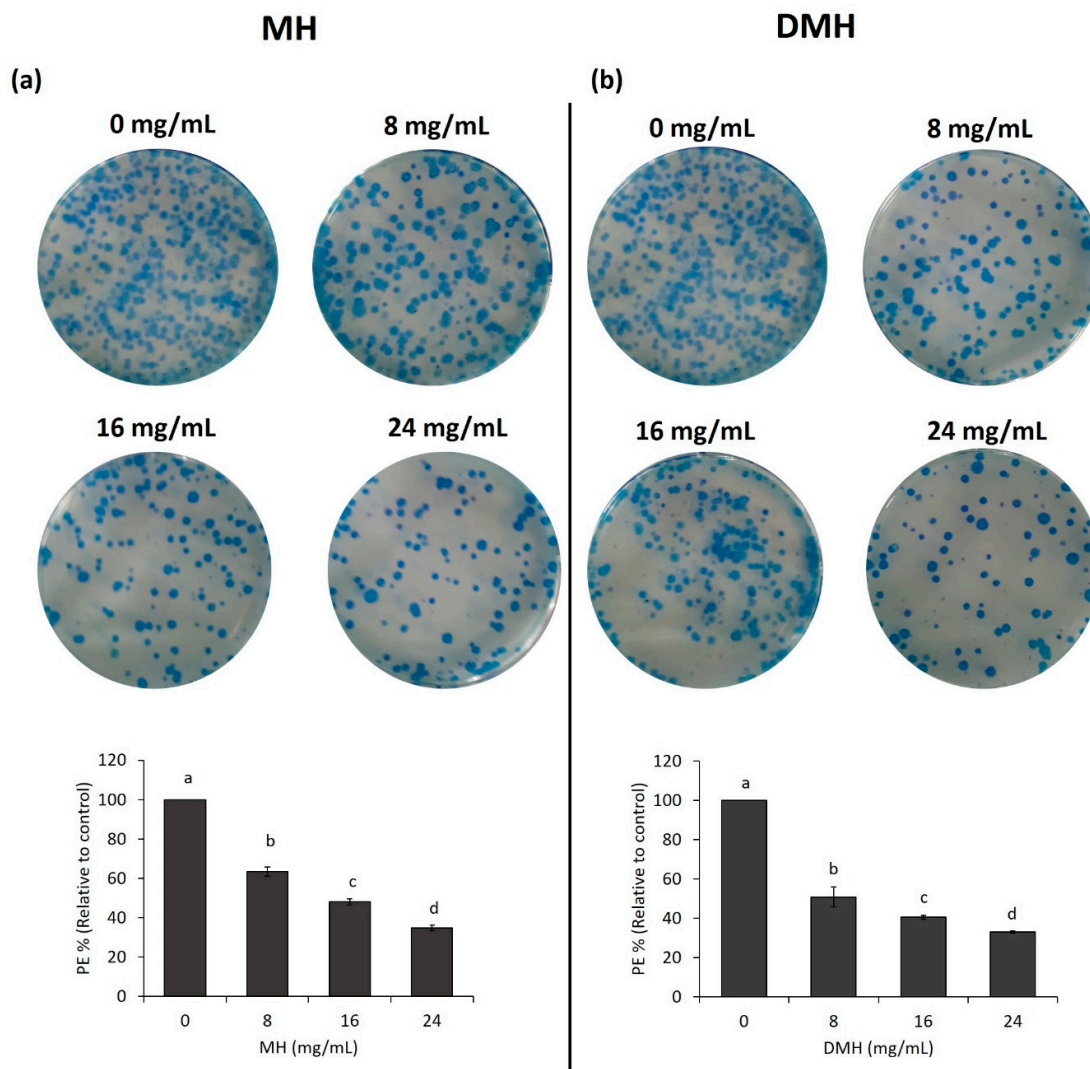 MH
DMH
(a)
(b)
0 mg/mL
8 mg/mL
0 mg/mL
8 mg/mL
16 mg/mL
24 mg/mL
16 mg/mL
24 mg/mL
PE % (Relative to control)
120
100
80
60
40
20
0
a
b
c
d
0
8
16
24
MH (mg/mL)
PE % (Relative to control)
120
100
80
60
40
20
0
a
b
c
d
0
8
16
24
DMH (mg/mL)